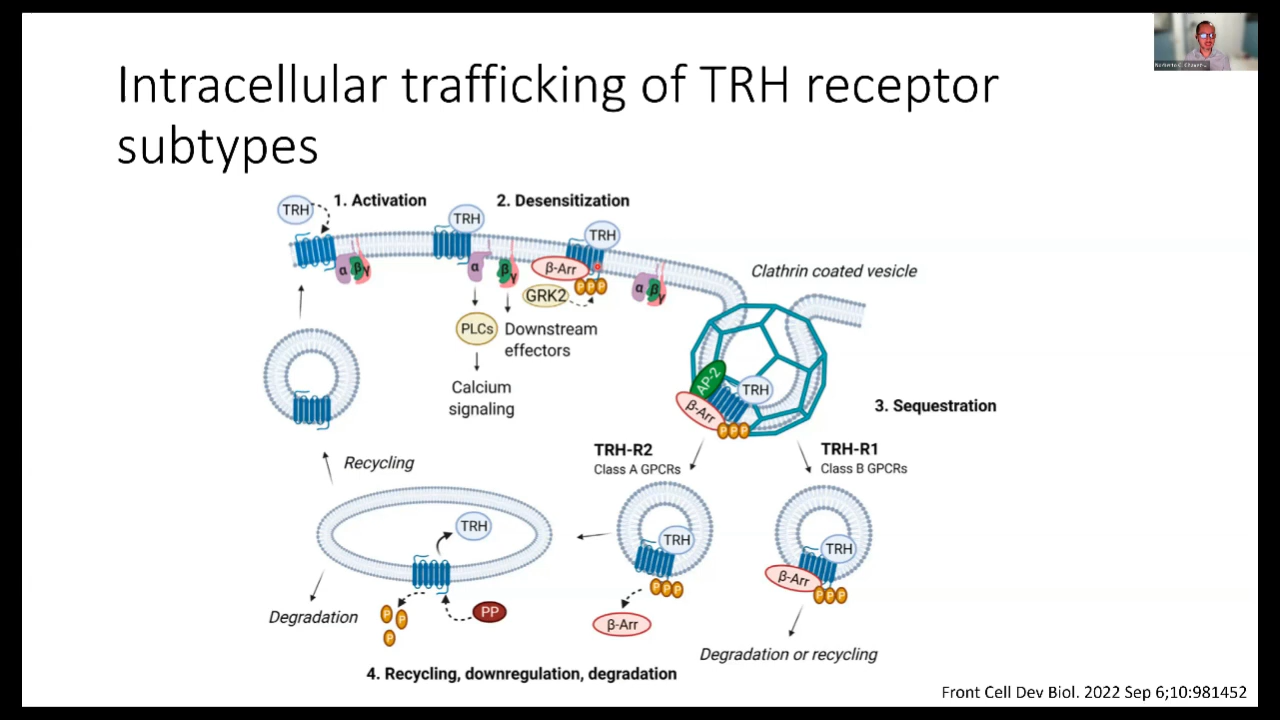 Intracellular trafficking of TRH receptor
subtypes
TRH
1. Activation
TRH
2. Desensitization
TRH
α
β
γ
α
β
γ
β-Arr
P P P
GRK2
α
β
γ
Clathrin coated vesicle
PLCs
Downstream
effectors
Calcium
signaling
AP-2
TRH
β-Arr
P P P
3. Sequestration
TRH-R2
Class A GPCRs
TRH-R1
Class B GPCRs
Recycling
TRH
TRH
TRH
β-Arr
P P P
P P P
Degradation
P
P
P
PP
β-Arr
Degradation or recycling
4. Recycling, downregulation, degradation
Front Cell Dev Biol. 2022 Sep 6;10:981452